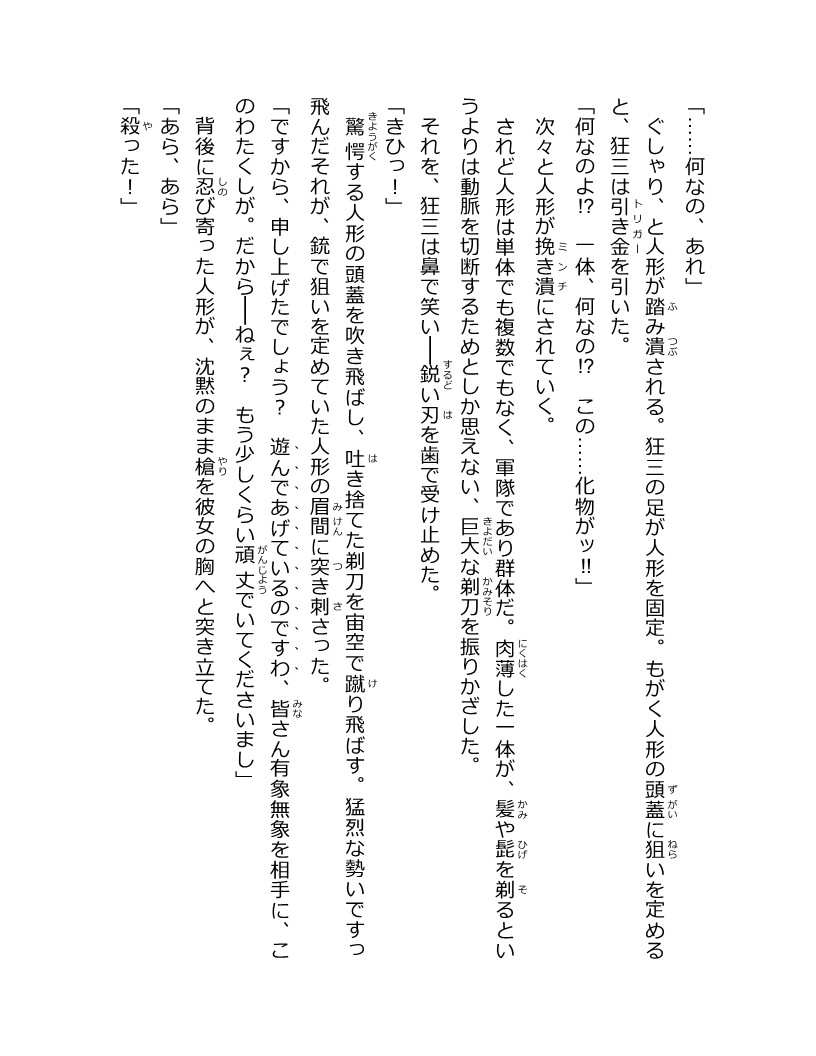 「……何なの、あれ」
　ぐしゃり、と人形が踏み潰される。狂三の足が人形を固定。もがく人形の頭蓋に狙いを定める
と、狂三は引き金を引いた。
「何なのよ!?　一体、何なの!?　この……化物がッ!!」
　次々と人形が挽き潰にされていく。
　されど人形は単体でも複数でもなく、軍隊であり群体だ。肉薄した一体が、髪や髭を剃るとい
うよりは動脈を切断するためとしか思えない、巨大な剃刀を振りかざした。
　それを、狂三は鼻で笑い──鋭い刃を歯で受け止めた。
「きひっ！」
　驚愕する人形の頭蓋を吹き飛ばし、吐き捨てた剃刀を宙空で蹴り飛ばす。猛烈な勢いですっ
飛んだそれが、銃で狙いを定めていた人形の眉間に突き刺さった。
「ですから、申し上げたでしょう？　遊んであげているのですわ、皆さん有象無象を相手に、こ
のわたくしが。だから──ねぇ？　もう少しくらい頑丈でいてくださいまし」
　背後に忍び寄った人形が、沈黙のまま槍を彼女の胸へと突き立てた。
「あら、あら」
「殺った！」